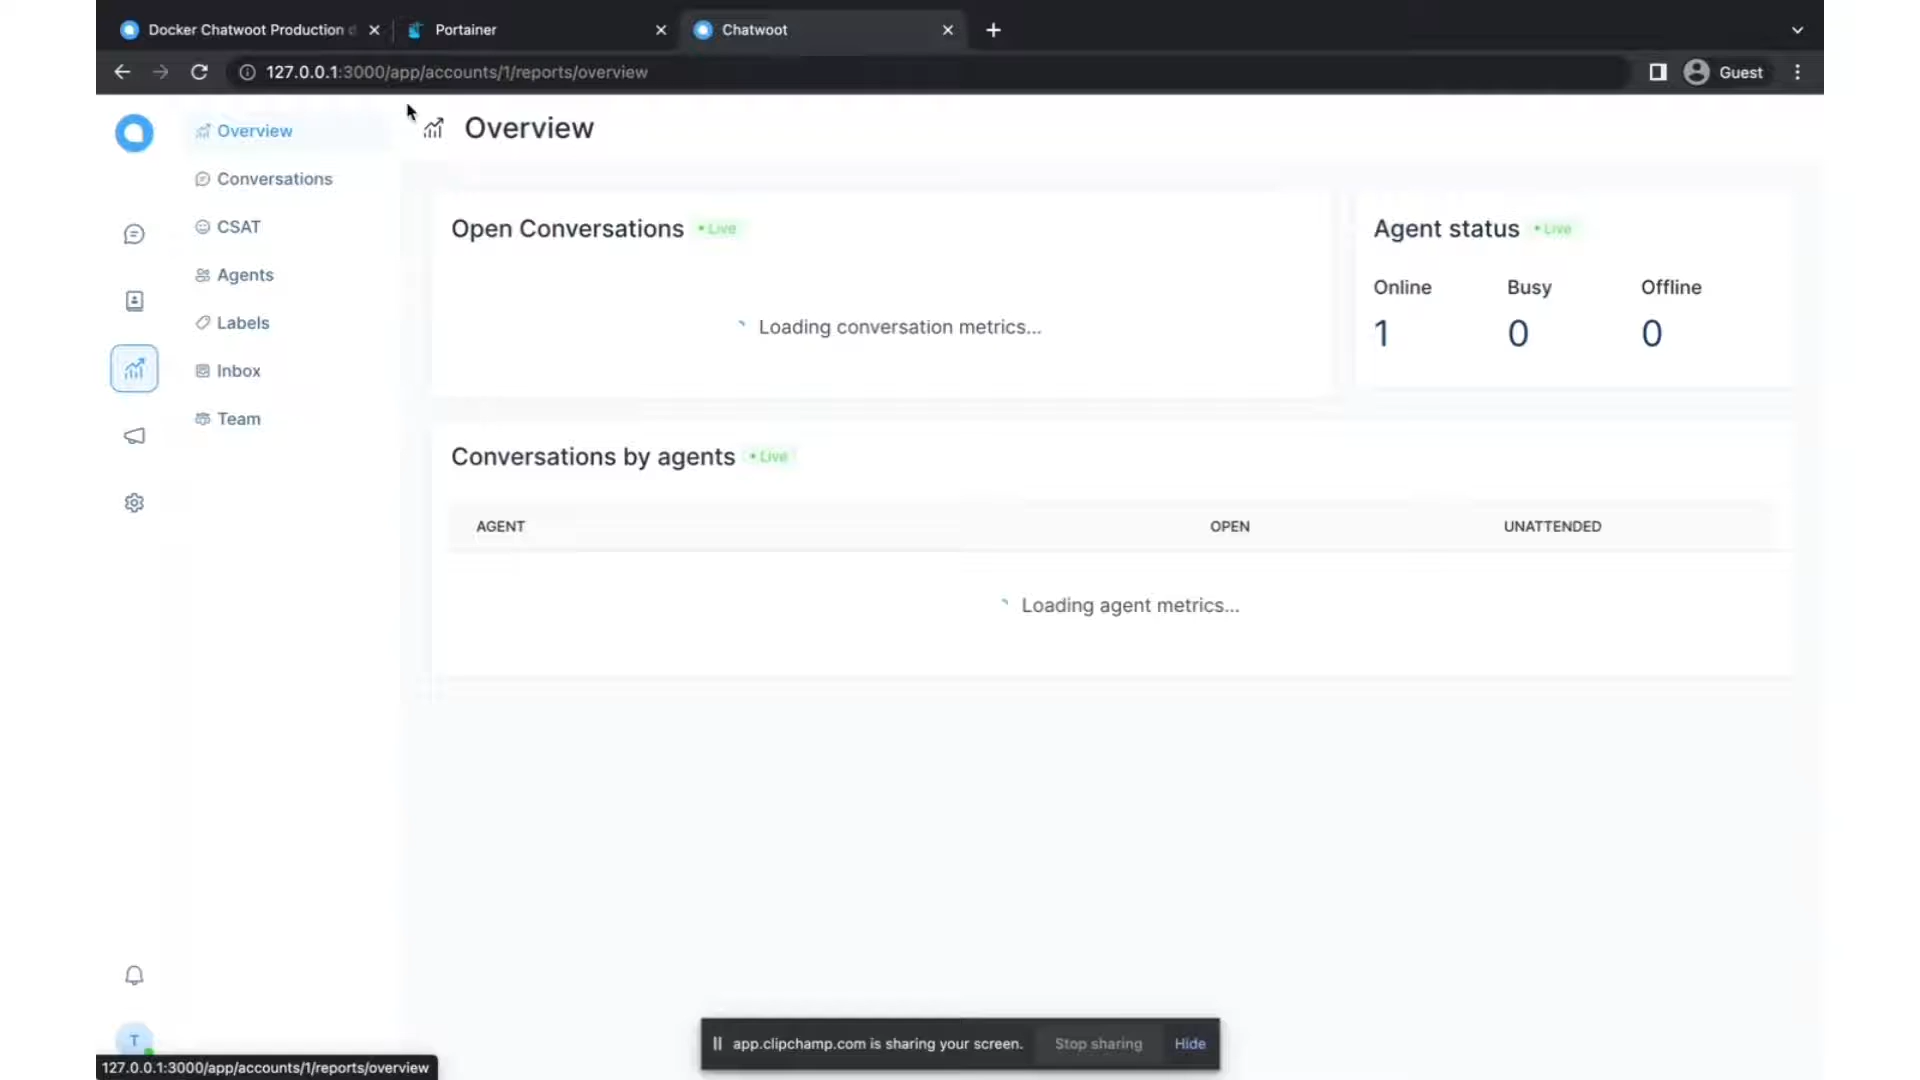 Docker Chatwoot Production
Portainer
Chatwoot
127.0.0.1:3000/app/accounts/1/reports/overview
Guest
Overview
Conversations
CSAT
Agents
Labels
Inbox
Team
Overview
Open Conversations • Live
Loading conversation metrics...
Agent status • Live
Online Busy Offline
1 0 0
Conversations by agents • Live
AGENT OPEN UNATTENDED
Loading agent metrics...
T
app.clipchamp.com is sharing your screen. Stop sharing Hide
127.0.0.1:3000/app/accounts/1/reports/overview